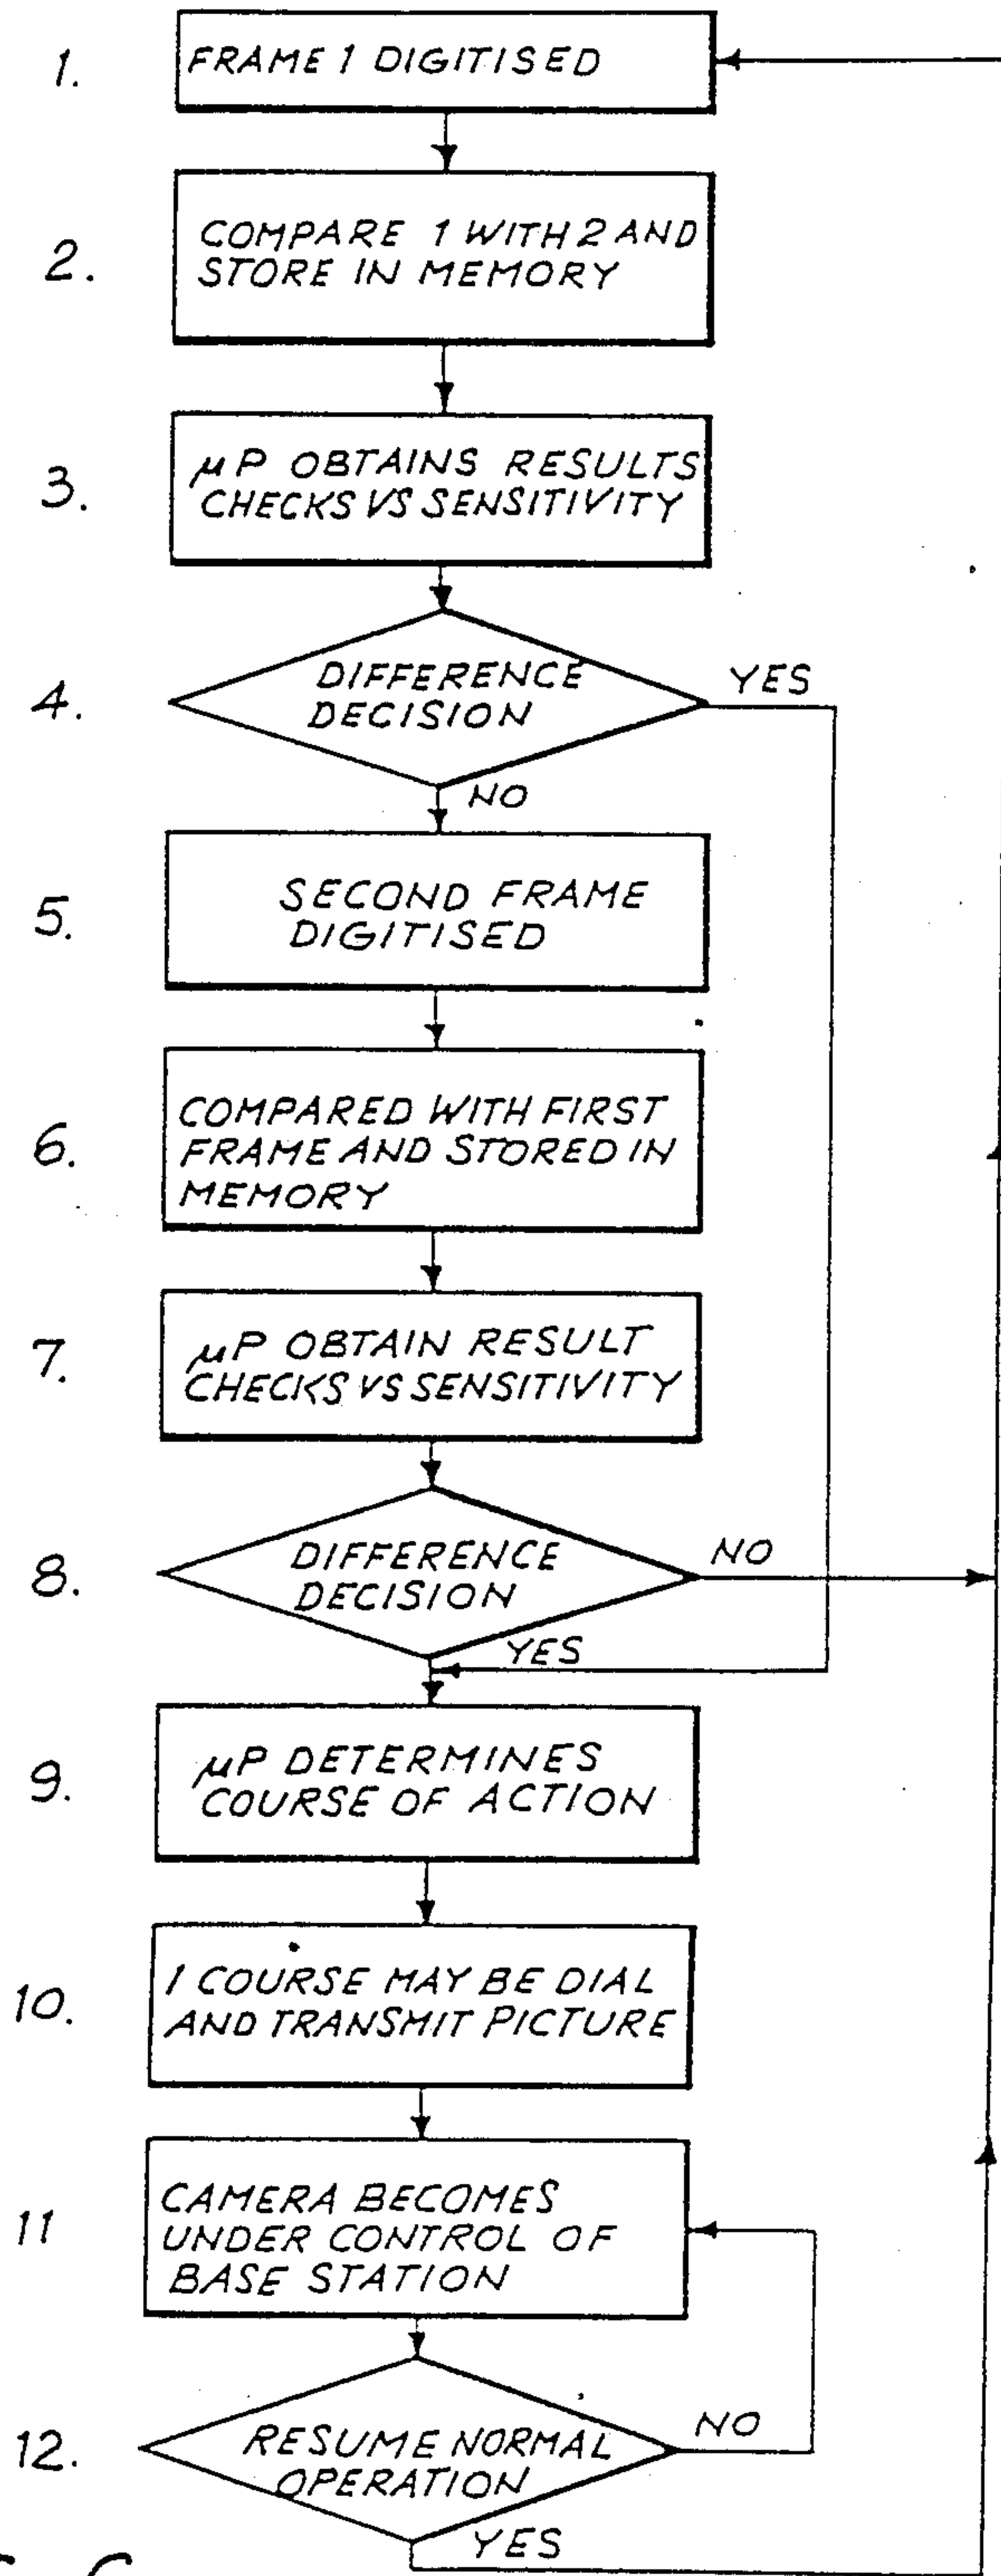 1.
FRAME 1 DIGITISED
2.
COMPARE 1 WITH 2 AND
STORE IN MEMORY
3.
μP OBTAINS RESULTS
CHECKS VS SENSITIVITY
4.
DIFFERENCE
DECISION
YES
NO
5.
SECOND FRAME
DIGITISED
6.
COMPARED WITH FIRST
FRAME AND STORED IN
MEMORY
7.
μP OBTAIN RESULT
CHECKS VS SENSITIVITY
8.
DIFFERENCE
DECISION
NO
YES
9.
μP DETERMINES
COURSE OF ACTION
10.
1 COURSE MAY BE DIAL
AND TRANSMIT PICTURE
11
CAMERA BECOMES
UNDER CONTROL OF
BASE STATION
12.
RESUME NORMAL
OPERATION
NO
YES